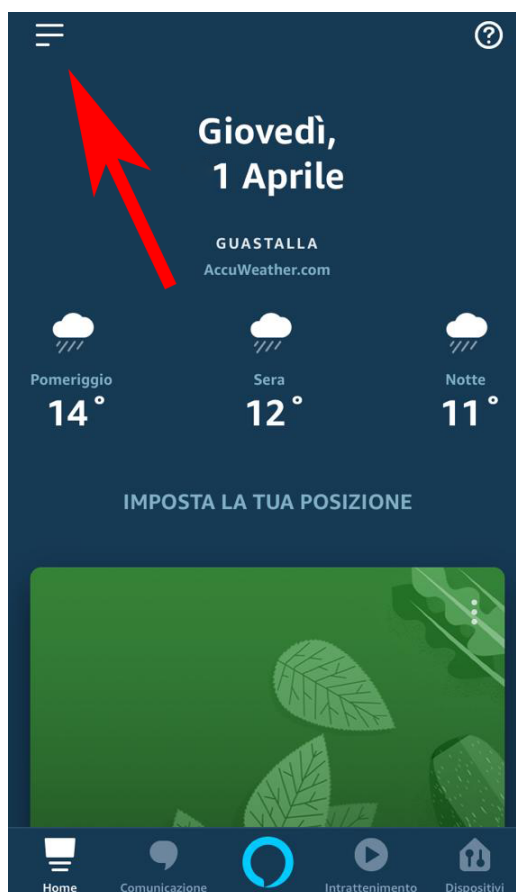 Giovedì,
1 Aprile
GUASTALLA
AccuWeather.com
Pomeriggio Sera Notte
14° 12° 11°
IMPOSTA LA TUA POSIZIONE
Home Comunicazione Intrattenimento Dispositivi